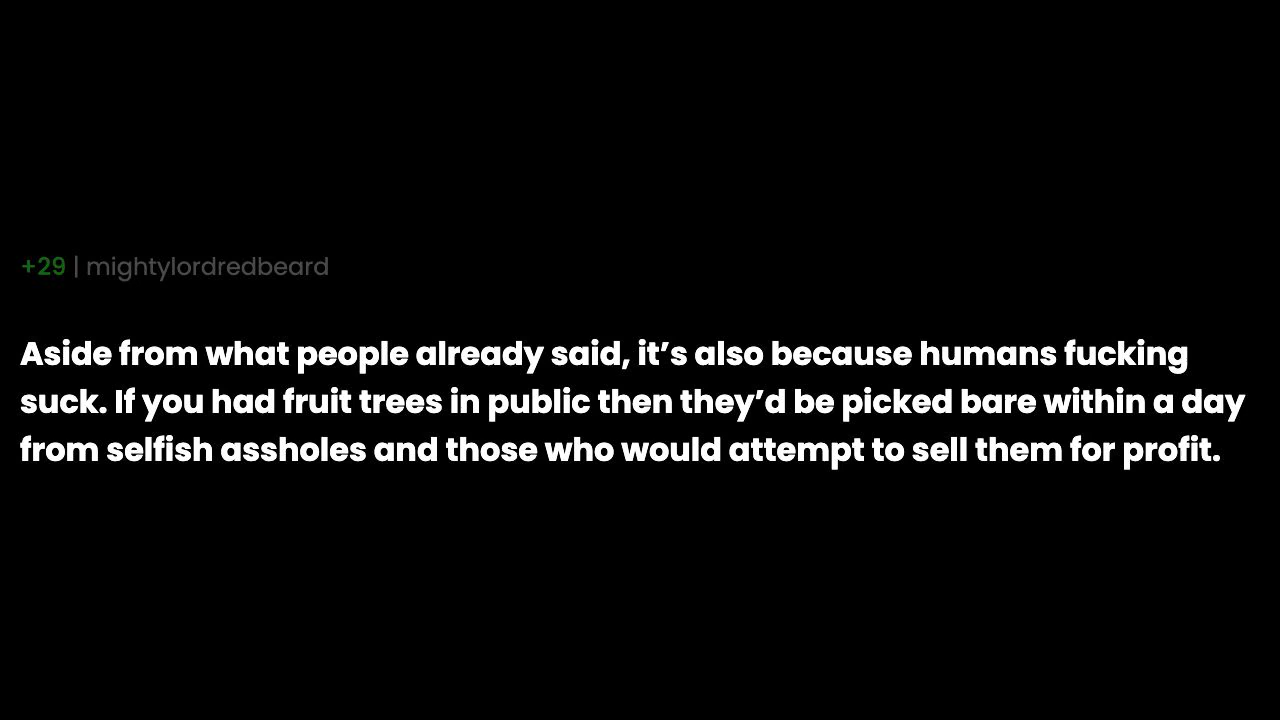 +29 | mightylordredbeard
Aside from what people already said, it’s also because humans fucking
suck. If you had fruit trees in public then they’d be picked bare within a day
from selfish assholes and those who would attempt to sell them for profit.